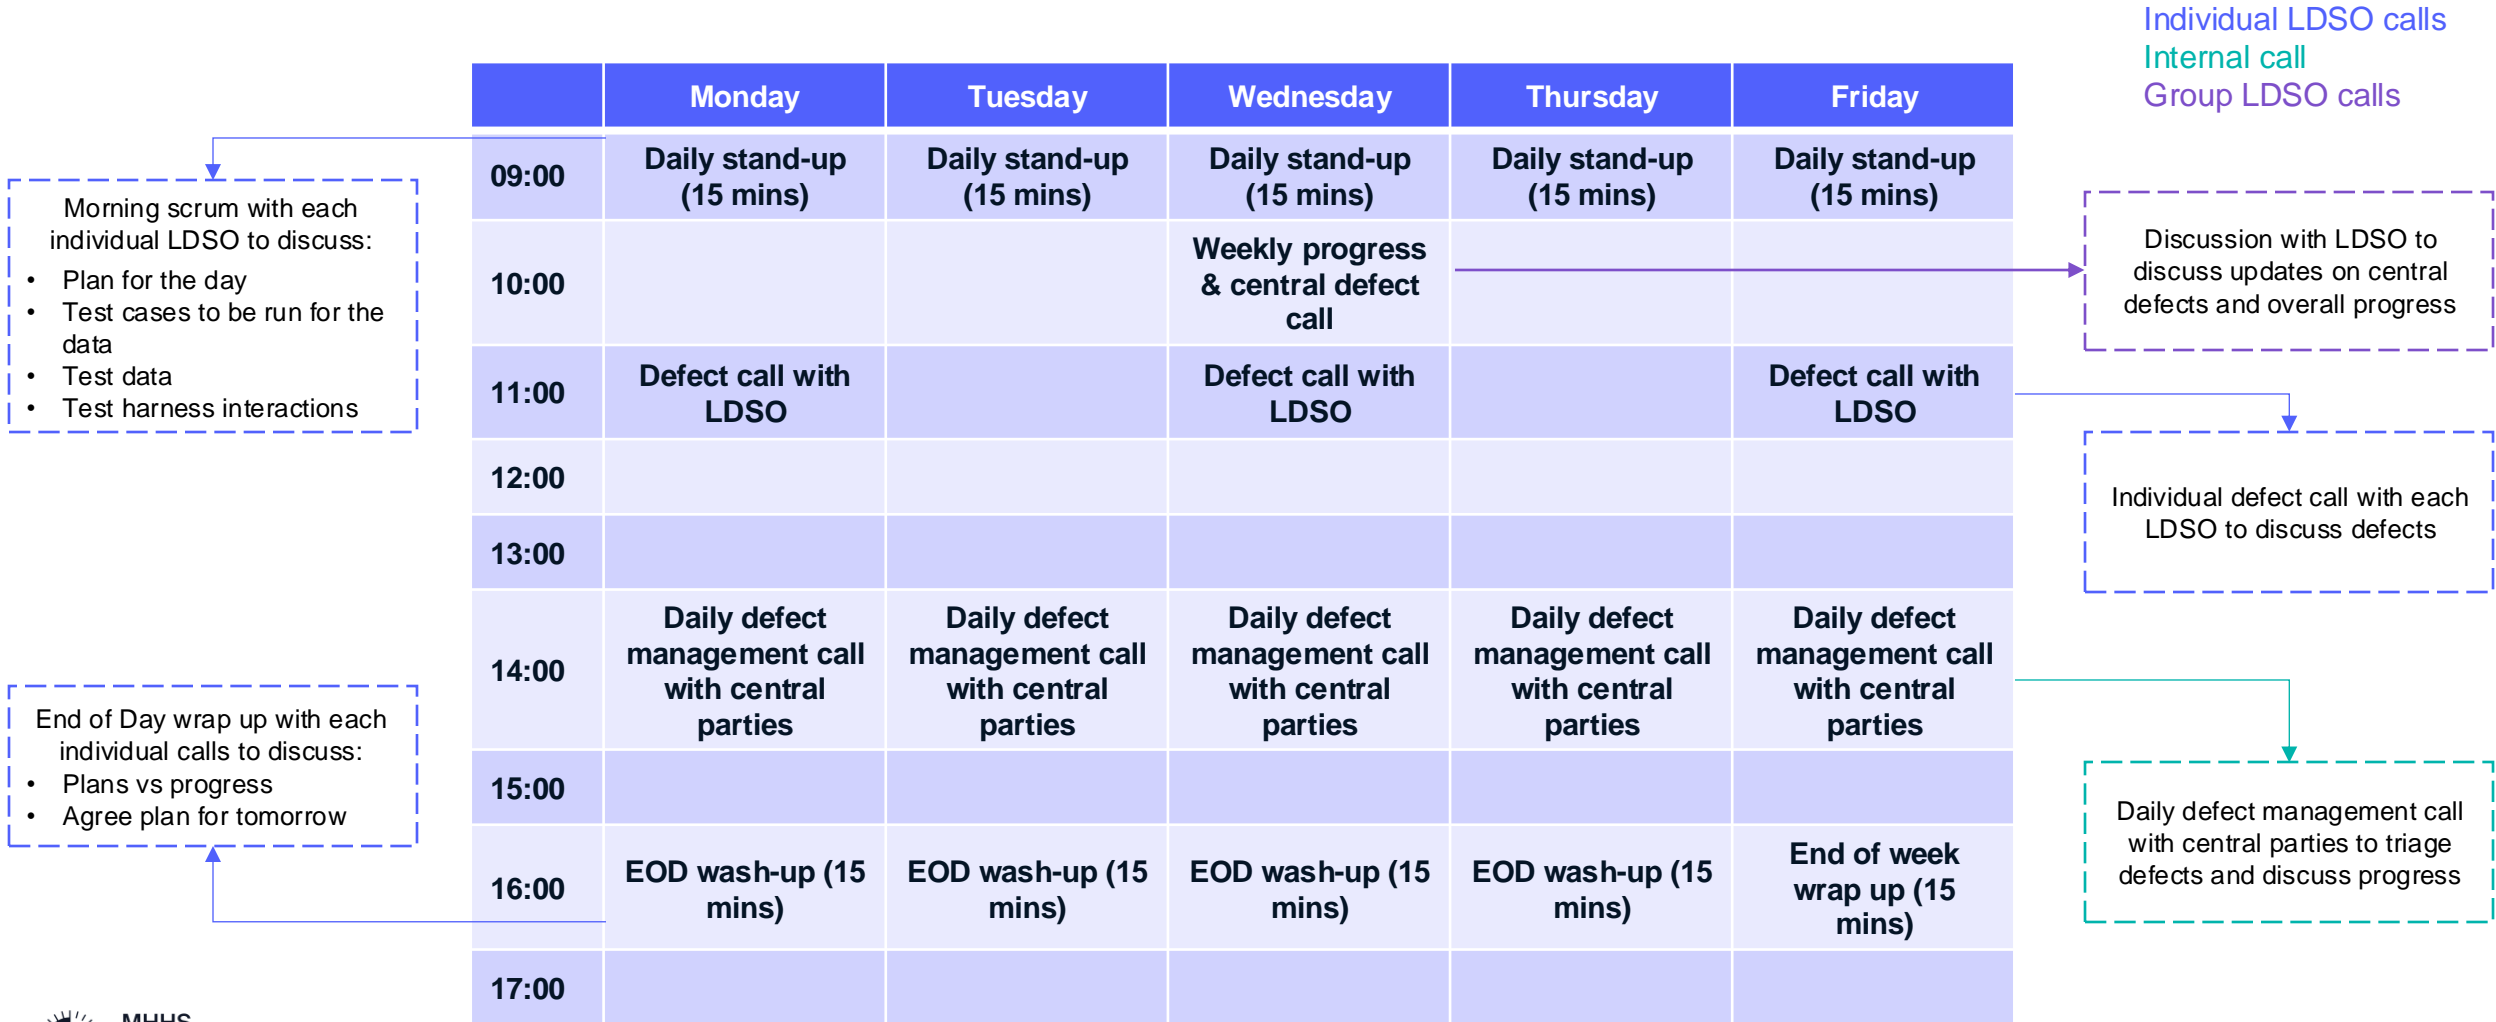 Individual LDSO calls
Internal call
Group LDSO calls
Monday
Tuesday
Wednesday
Thursday
Friday
09:00
Daily stand-up
(15 mins)
Daily stand-up
(15 mins)
Daily stand-up
(15 mins)
Daily stand-up
(15 mins)
Daily stand-up
(15 mins)
10:00
Weekly progress
& central defect
call
11:00
Defect call with
LDSO
Defect call with
LDSO
Defect call with
LDSO
12:00
13:00
14:00
Daily defect
management call
with central
parties
Daily defect
management call
with central
parties
Daily defect
management call
with central
parties
Daily defect
management call
with central
parties
Daily defect
management call
with central
parties
15:00
16:00
EOD wash-up (15
mins)
EOD wash-up (15
mins)
EOD wash-up (15
mins)
EOD wash-up (15
mins)
End of week
wrap up (15
mins)
17:00
Morning scrum with each
individual LDSO to discuss:
• Plan for the day
• Test cases to be run for the
data
• Test data
• Test harness interactions
End of Day wrap up with each
individual calls to discuss:
• Plans vs progress
• Agree plan for tomorrow
Discussion with LDSO to
discuss updates on central
defects and overall progress
Individual defect call with each
LDSO to discuss defects
Daily defect management call
with central parties to triage
defects and discuss progress
MHHS